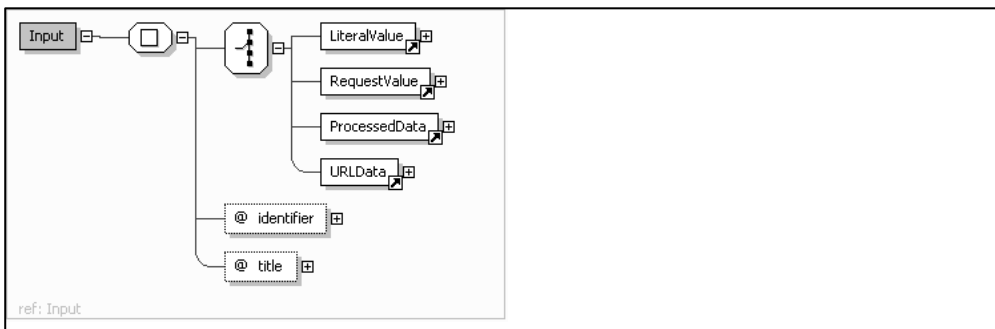 Input
LiteralValue
RequestValue
ProcessedData
URLData
@ identifier
@ title
ref: Input